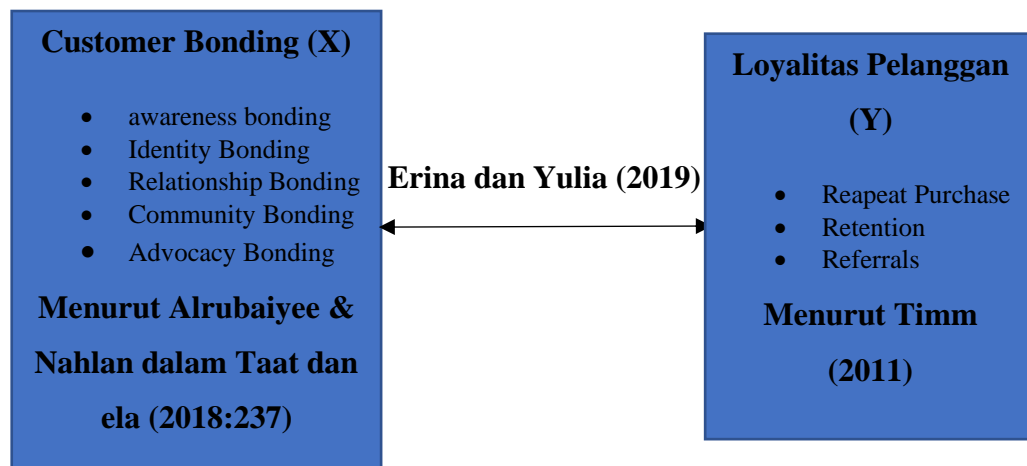 Customer Bonding (X)
• awareness bonding
• Identity Bonding
• Relationship Bonding
• Community Bonding
• Advocacy Bonding
Menurut Alrubaiyee &
Nahlan dalam Taat dan
ela (2018:237)
Erina dan Yulia (2019)
Loyalitas Pelanggan
(Y)
• Reapeat Purchase
• Retention
• Referrals
Menurut Timm
(2011)